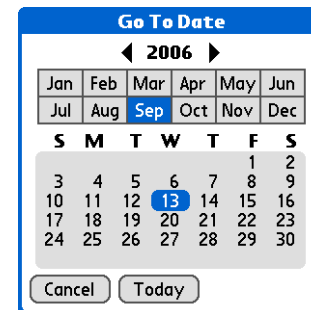 Go To Date
2006
Jan Feb Mar Apr May Jun
Jul Aug Sep Oct Nov Dec
S M T W T F S
1 2
3 4 5 6 7 8 9
10 11 12 13 14 15 16
17 18 19 20 21 22 23
24 25 26 27 28 29 30
Cancel Today